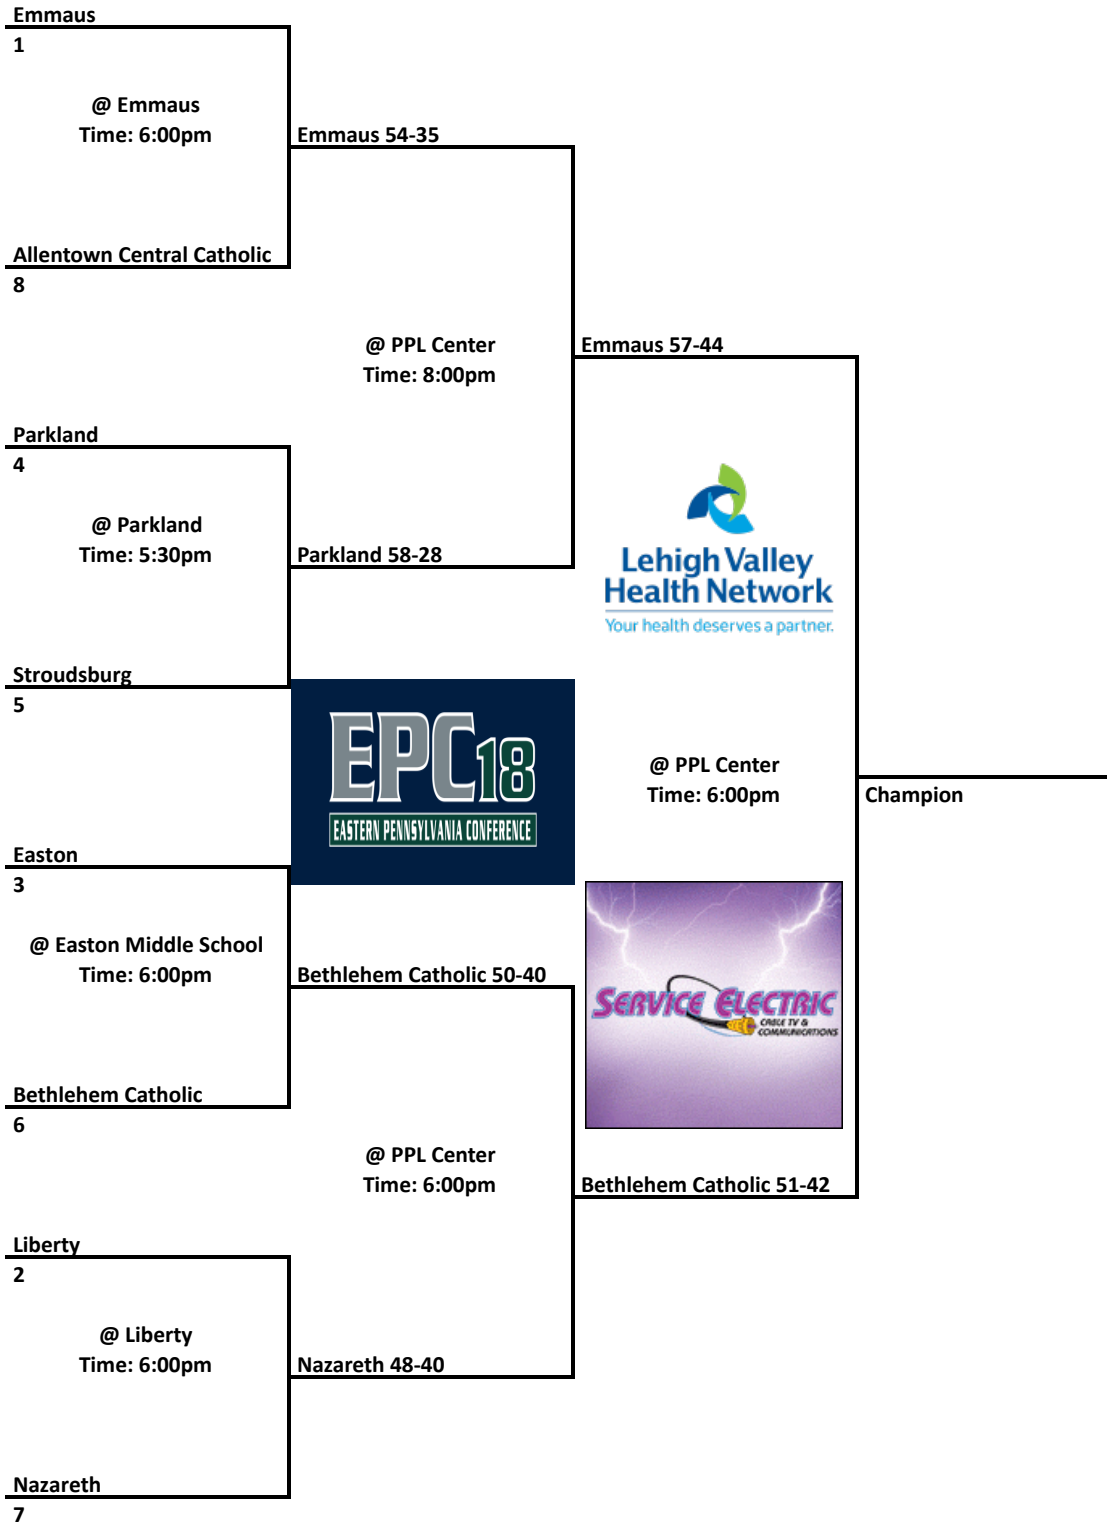 Emmaus
1
@ Emmaus
Time: 6:00pm
Emmaus 54-35
Allentown Central Catholic
8
@ PPL Center
Time: 8:00pm
Emmaus 57-44
Parkland
4
@ Parkland
Time: 5:30pm
Parkland 58-28
Lehigh Valley
Health Network
Your health deserves a partner.
Stroudsburg
5
EPC18
EASTERN PENNSYLVANIA CONFERENCE
@ PPL Center
Time: 6:00pm
Champion
Easton
3
@ Easton Middle School
Time: 6:00pm
Bethlehem Catholic 50-40
SERVICE ELECTRIC
CABLE TV &
COMMUNICATIONS
Bethlehem Catholic
6
@ PPL Center
Time: 6:00pm
Bethlehem Catholic 51-42
Liberty
2
@ Liberty
Time: 6:00pm
Nazareth 48-40
Nazareth
7